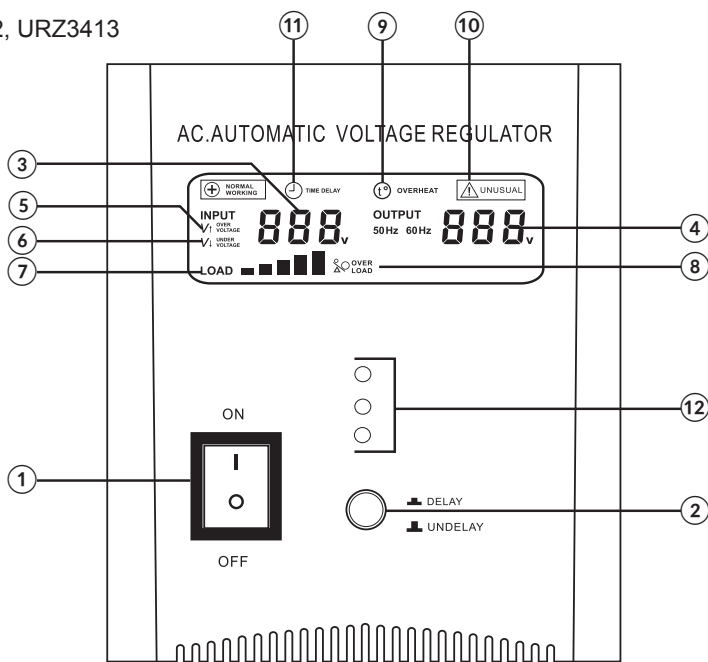 2, URZ3413
11 9 10
AC.AUTOMATIC VOLTAGE REGULATOR
3
NORMAL WORKING TIME DELAY t° OVERHEAT UNUSUAL
5
INPUT OUTPUT
V↑ OVER VOLTAGE 888v 50Hz 60Hz 888v 4
6 V↓ UNDER VOLTAGE
7 LOAD OVER LOAD 8
12
ON
1
I
O
DELAY 2
UNDELAY
OFF